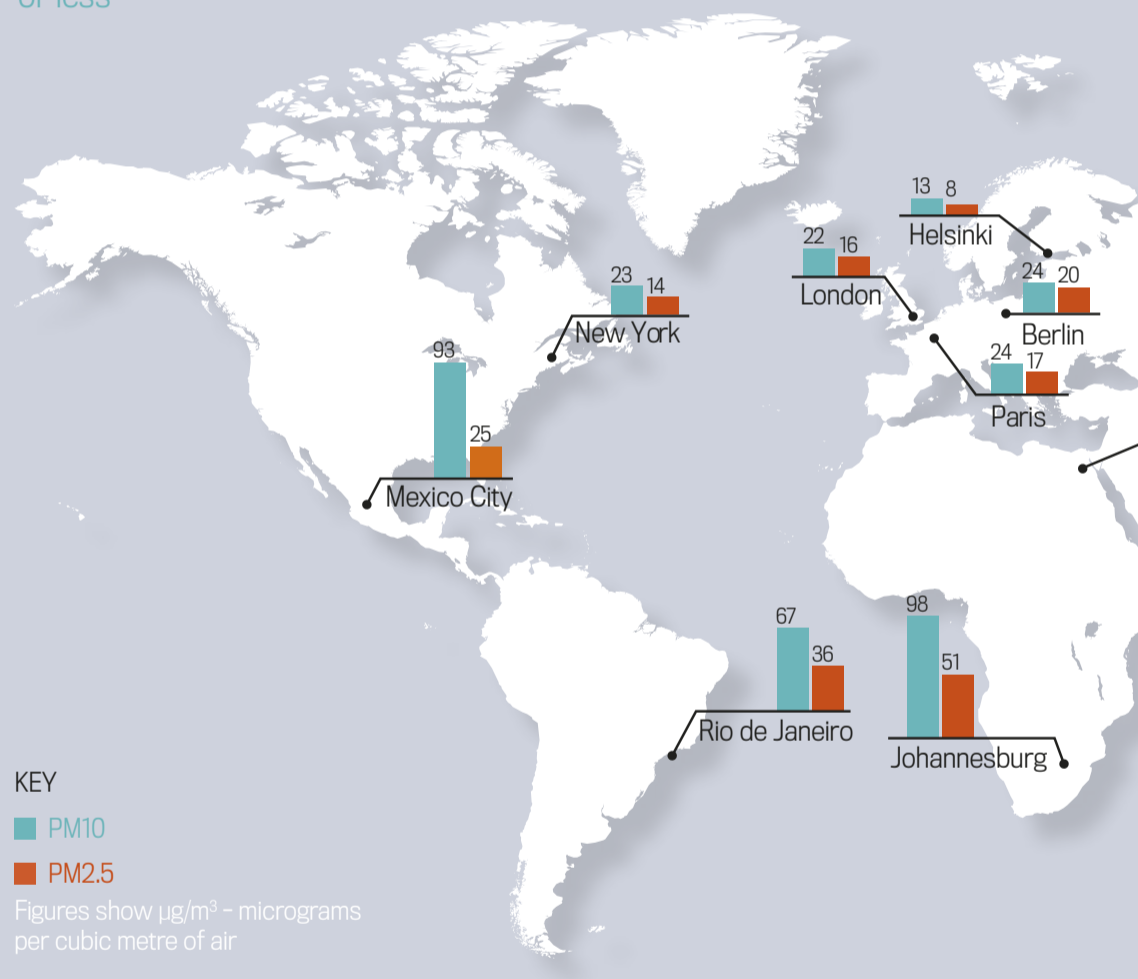 or less
13 8
Helsinki
22 16
London
24 20
Berlin
23 14
New York
24 17
Paris
93
25
Mexico City
67
36
Rio de Janeiro
98
51
Johannesburg
KEY
PM10
PM2.5
Figures show µg/m³ – micrograms
per cubic metre of air